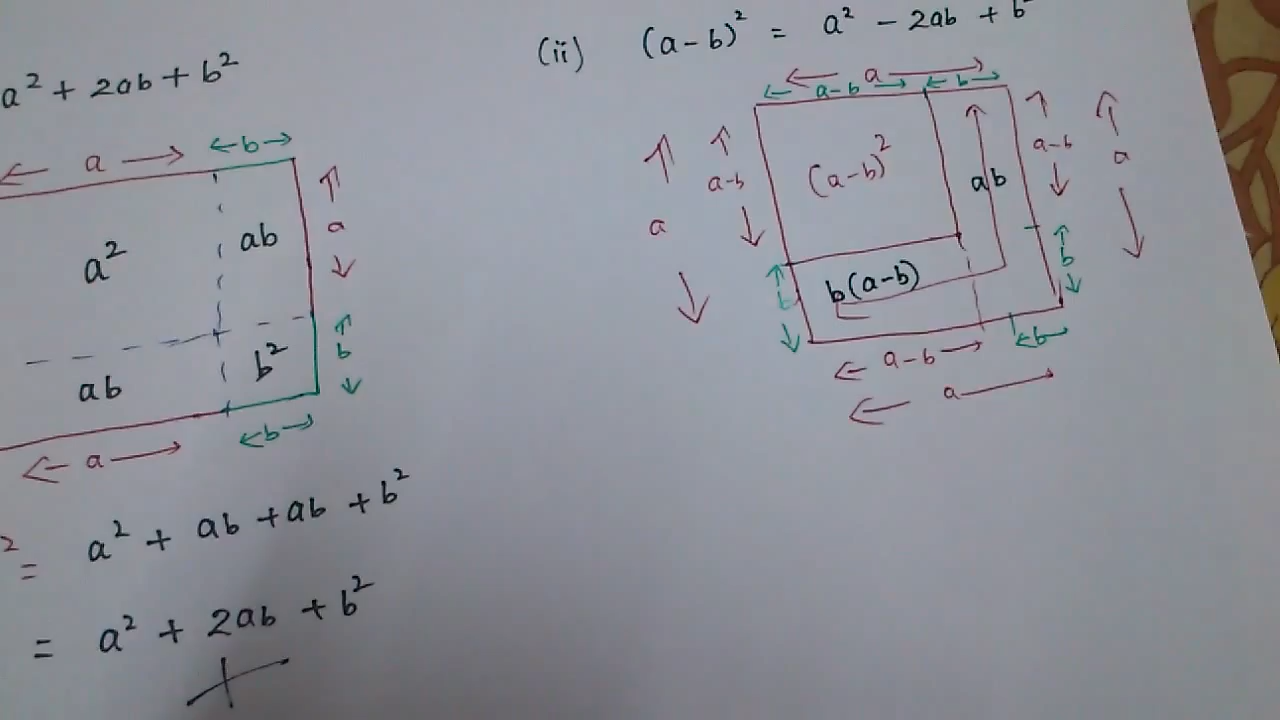 a² + 2ab + b²
← a →
← b →
a²
ab
↑
a
↓
ab
b²
↑
b
↓
← a →
← b →
² = a² + ab + ab + b²
= a² + 2ab + b²
(ii) (a-b)² = a² - 2ab + b
← a →
← a-b → ← b →
↑
a
↓
↑
a-b
↓
(a-b)²
ab
↑
a-b
↓
↑
a
↓
↑
b
↓
b(a-b)
↑
b
↓
← a-b →
← b →
← a →